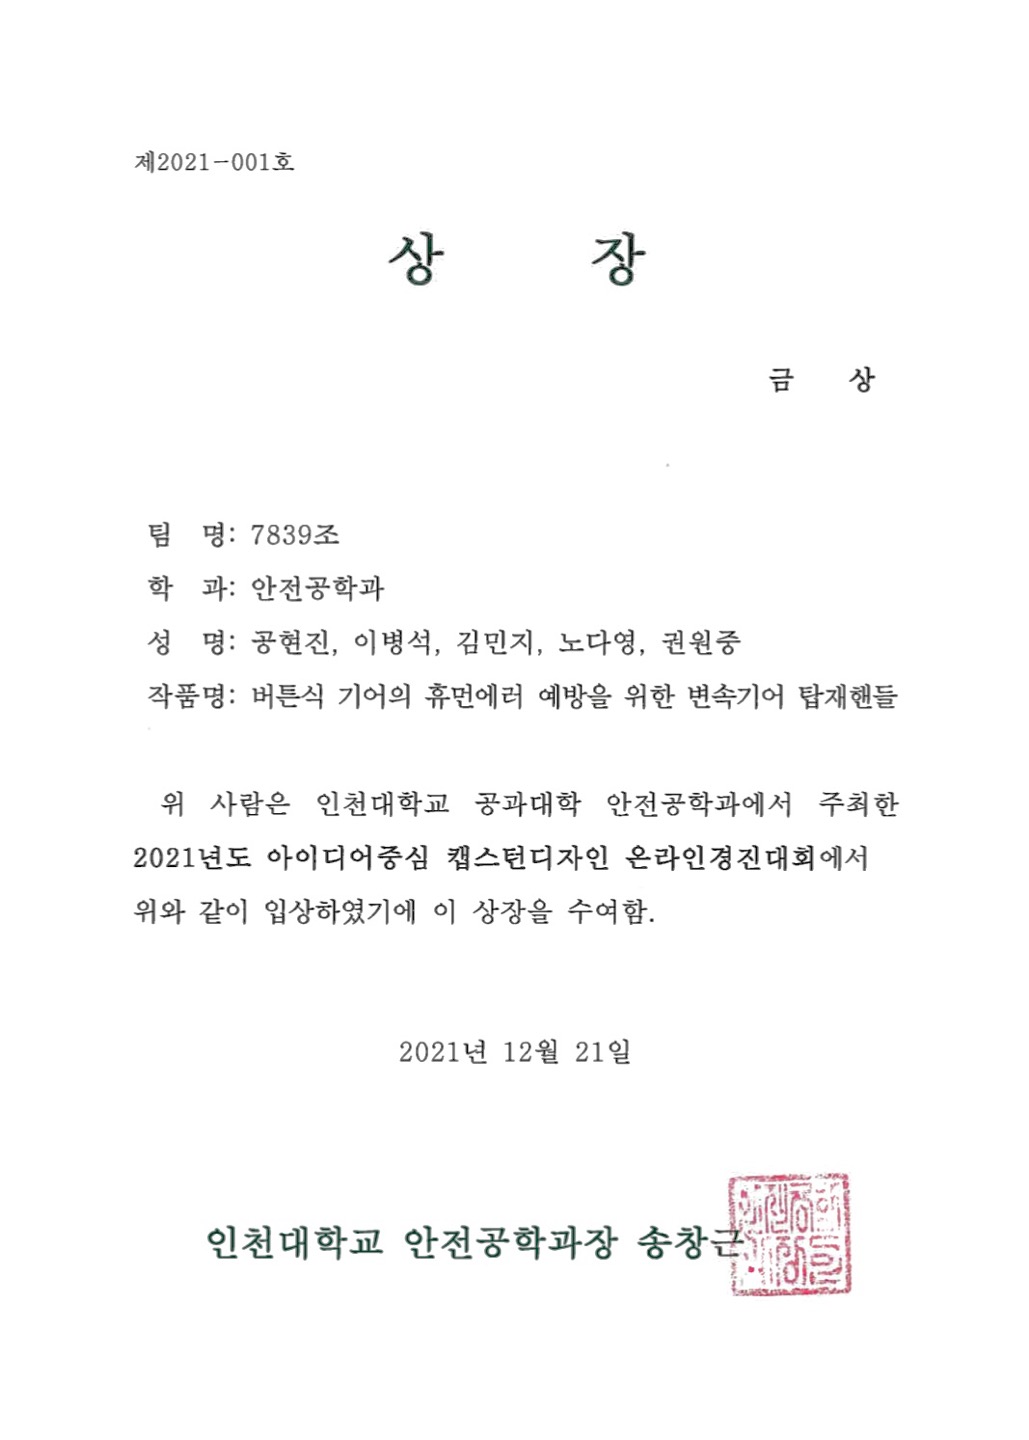 제2021-001호
상 장
금 상
팀 명: 7839조
학 과: 안전공학과
성 명: 공현진, 이병석, 김민지, 노다영, 권원중
작품명: 버튼식 기어의 휴먼에러 예방을 위한 변속기어 탑재핸들
위 사람은 인천대학교 공과대학 안전공학과에서 주최한
2021년도 아이디어중심 캡스턴디자인 온라인경진대회에서
위와 같이 입상하였기에 이 상장을 수여함.
2021년 12월 21일
인천대학교 안전공학과장 송창근